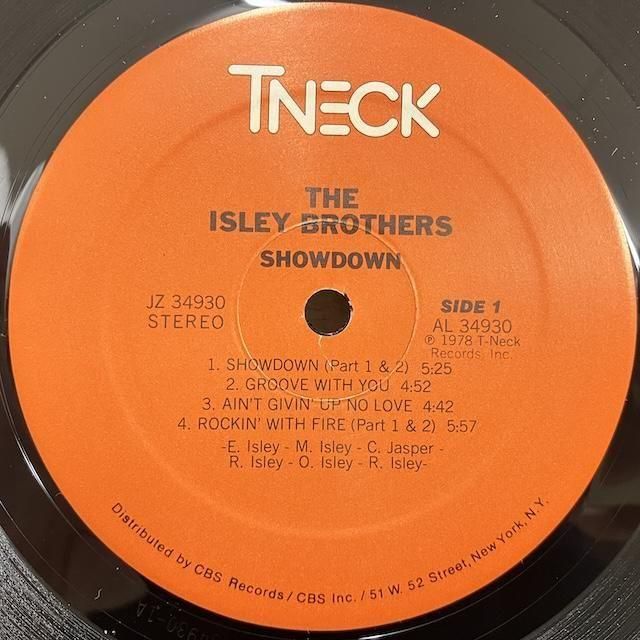 TNECK
THE
ISLEY BROTHERS
SHOWDOWN
JZ 34930
STEREO
SIDE 1
AL 34930
℗ 1978 T-Neck
Records, Inc.
1. SHOWDOWN (Part 1 & 2) 5:25
2. GROOVE WITH YOU 4:52
3. AIN'T GIVIN' UP NO LOVE 4:42
4. ROCKIN' WITH FIRE (Part 1 & 2) 5:57
-E. Isley - M. Isley - C. Jasper -
R. Isley - O. Isley - R. Isley-
Distributed by CBS Records / CBS Inc. / 51 W. 52 Street, New York, N.Y.